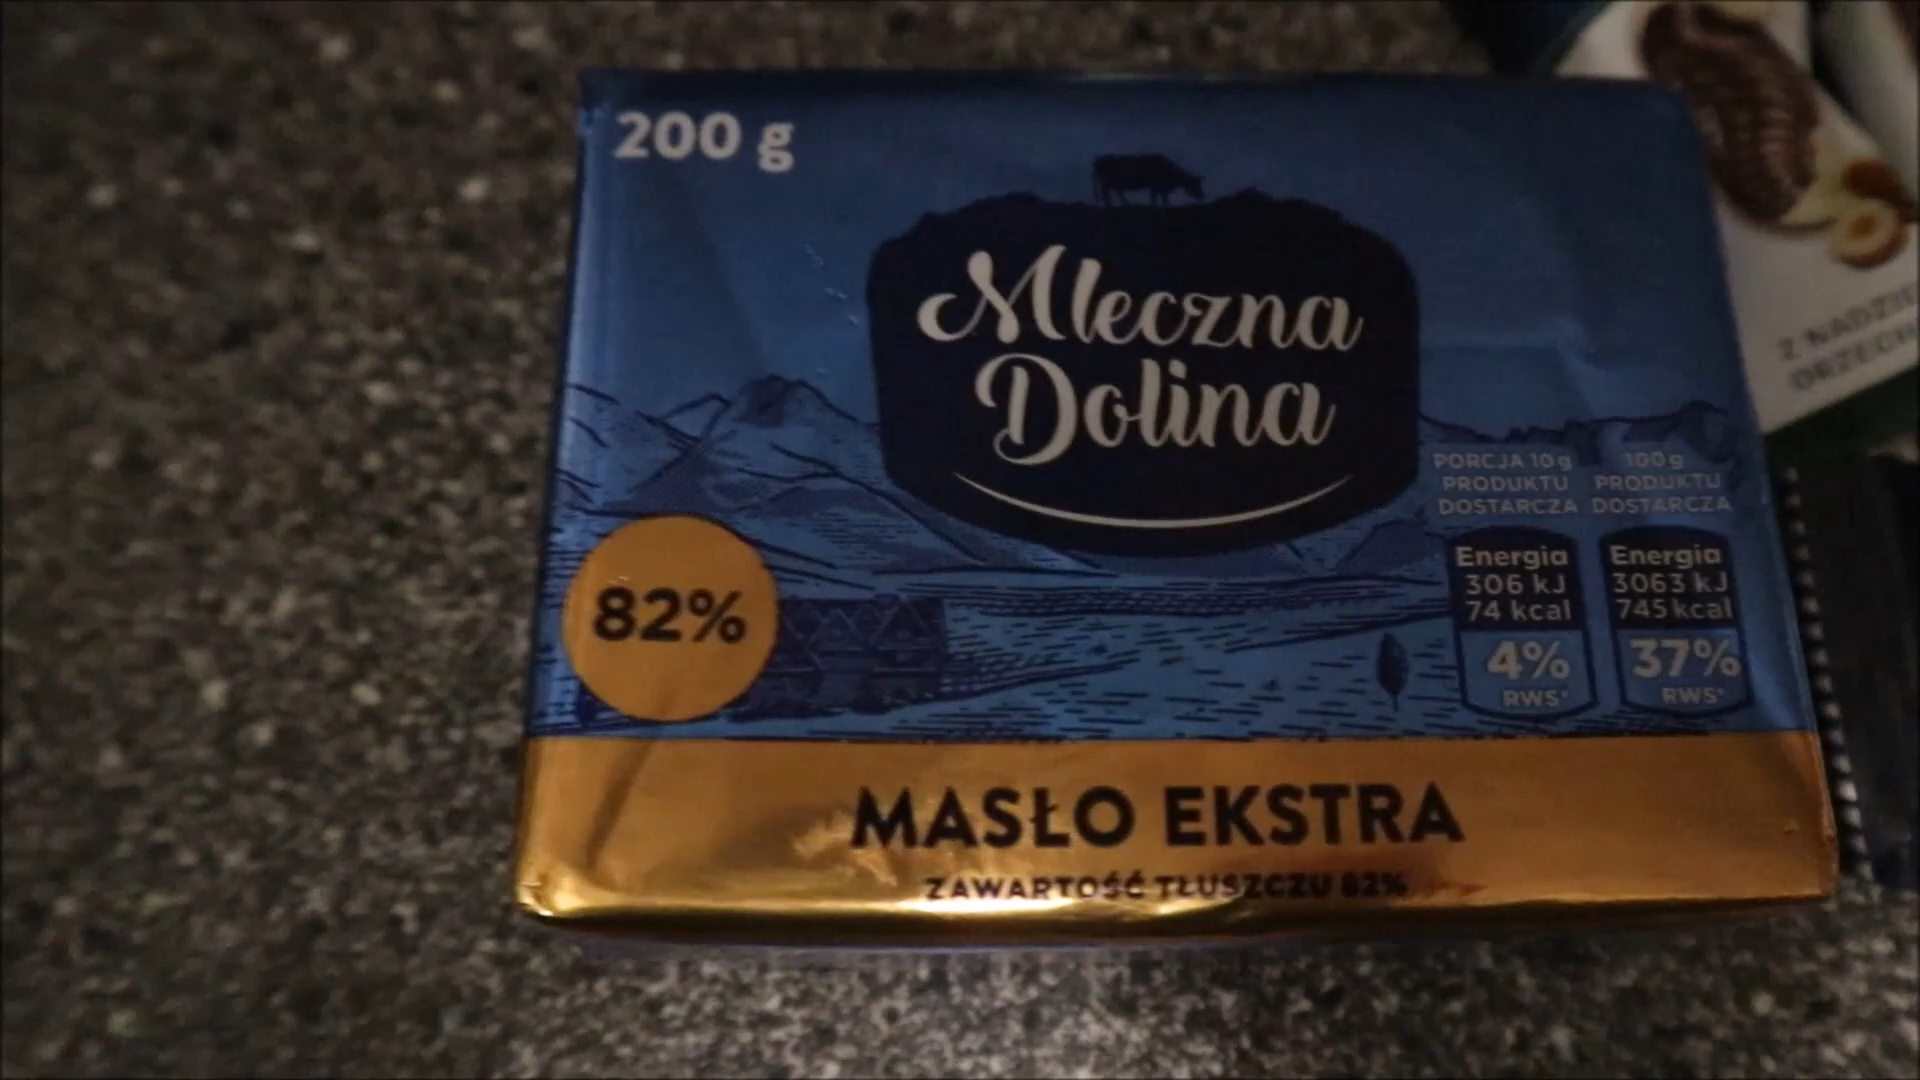 200 g
Mleczna
Dolina
PORCJA 10 g
PRODUKTU
DOSTARCZA
Energia
306 kJ
74 kcal
4%
RWS*
100 g
PRODUKTU
DOSTARCZA
Energia
3063 kJ
745 kcal
37%
RWS*
82%
MASŁO EKSTRA
ZAWARTOŚĆ TŁUSZCZU 82%